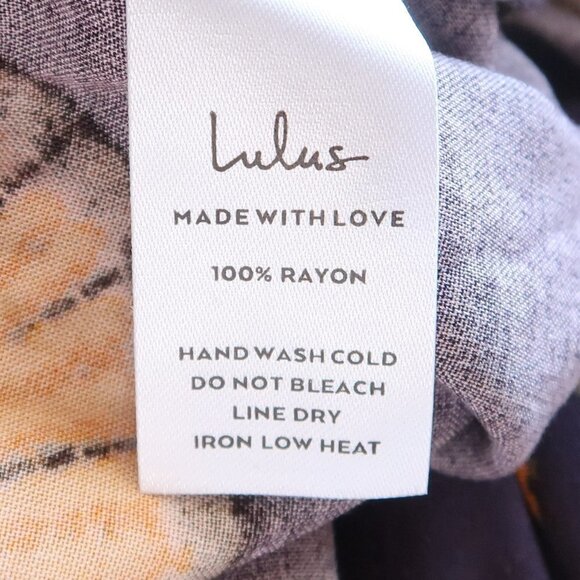 Lulus
MADE WITH LOVE
100% RAYON
HAND WASH COLD
DO NOT BLEACH
LINE DRY
IRON LOW HEAT